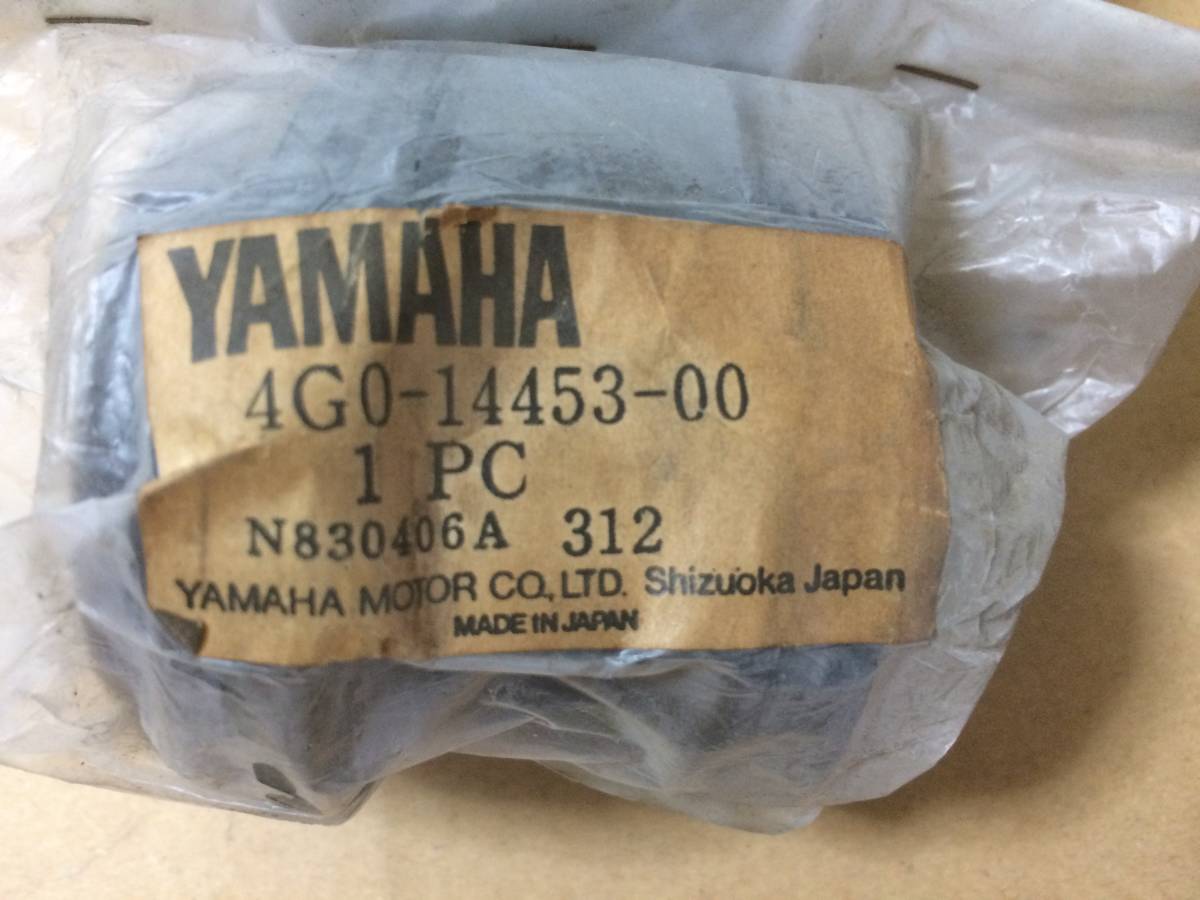 YAMAHA
4G0-14453-00
1 PC
N830406A 312
YAMAHA MOTOR CO., LTD. Shizuoka Japan
MADE IN JAPAN